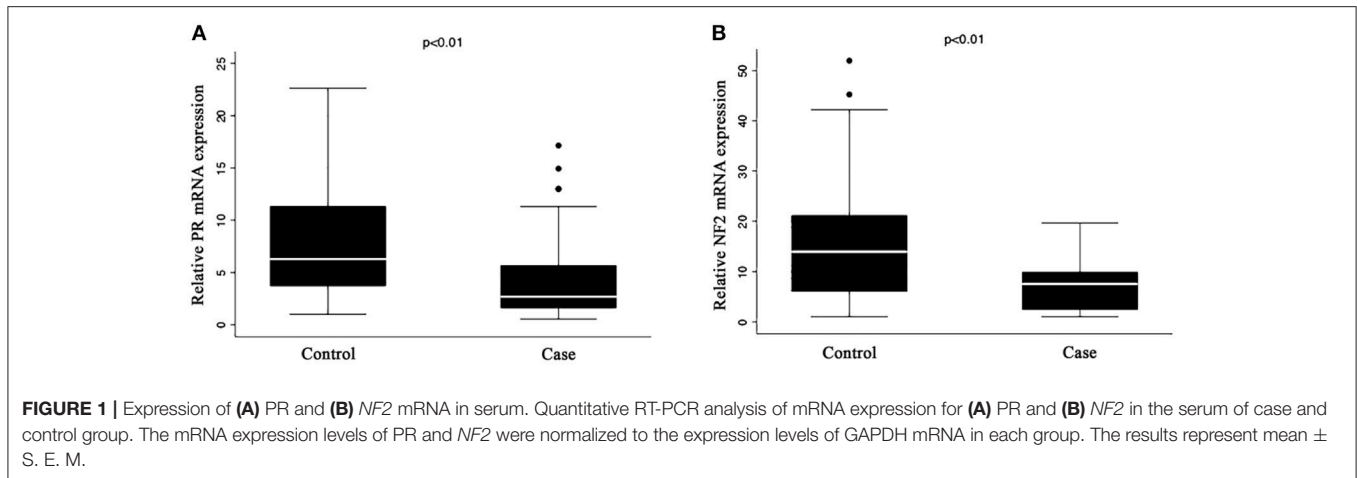 A
p<0.01
Relative PR mRNA expression
25
20
15
10
5
0
Control
Case
B
p<0.01
Relative NF2 mRNA expression
50
40
30
20
10
0
Control
Case
FIGURE 1 | Expression of (A) PR and (B) NF2 mRNA in serum. Quantitative RT-PCR analysis of mRNA expression for (A) PR and (B) NF2 in the serum of case and
control group. The mRNA expression levels of PR and NF2 were normalized to the expression levels of GAPDH mRNA in each group. The results represent mean ±
S. E. M.